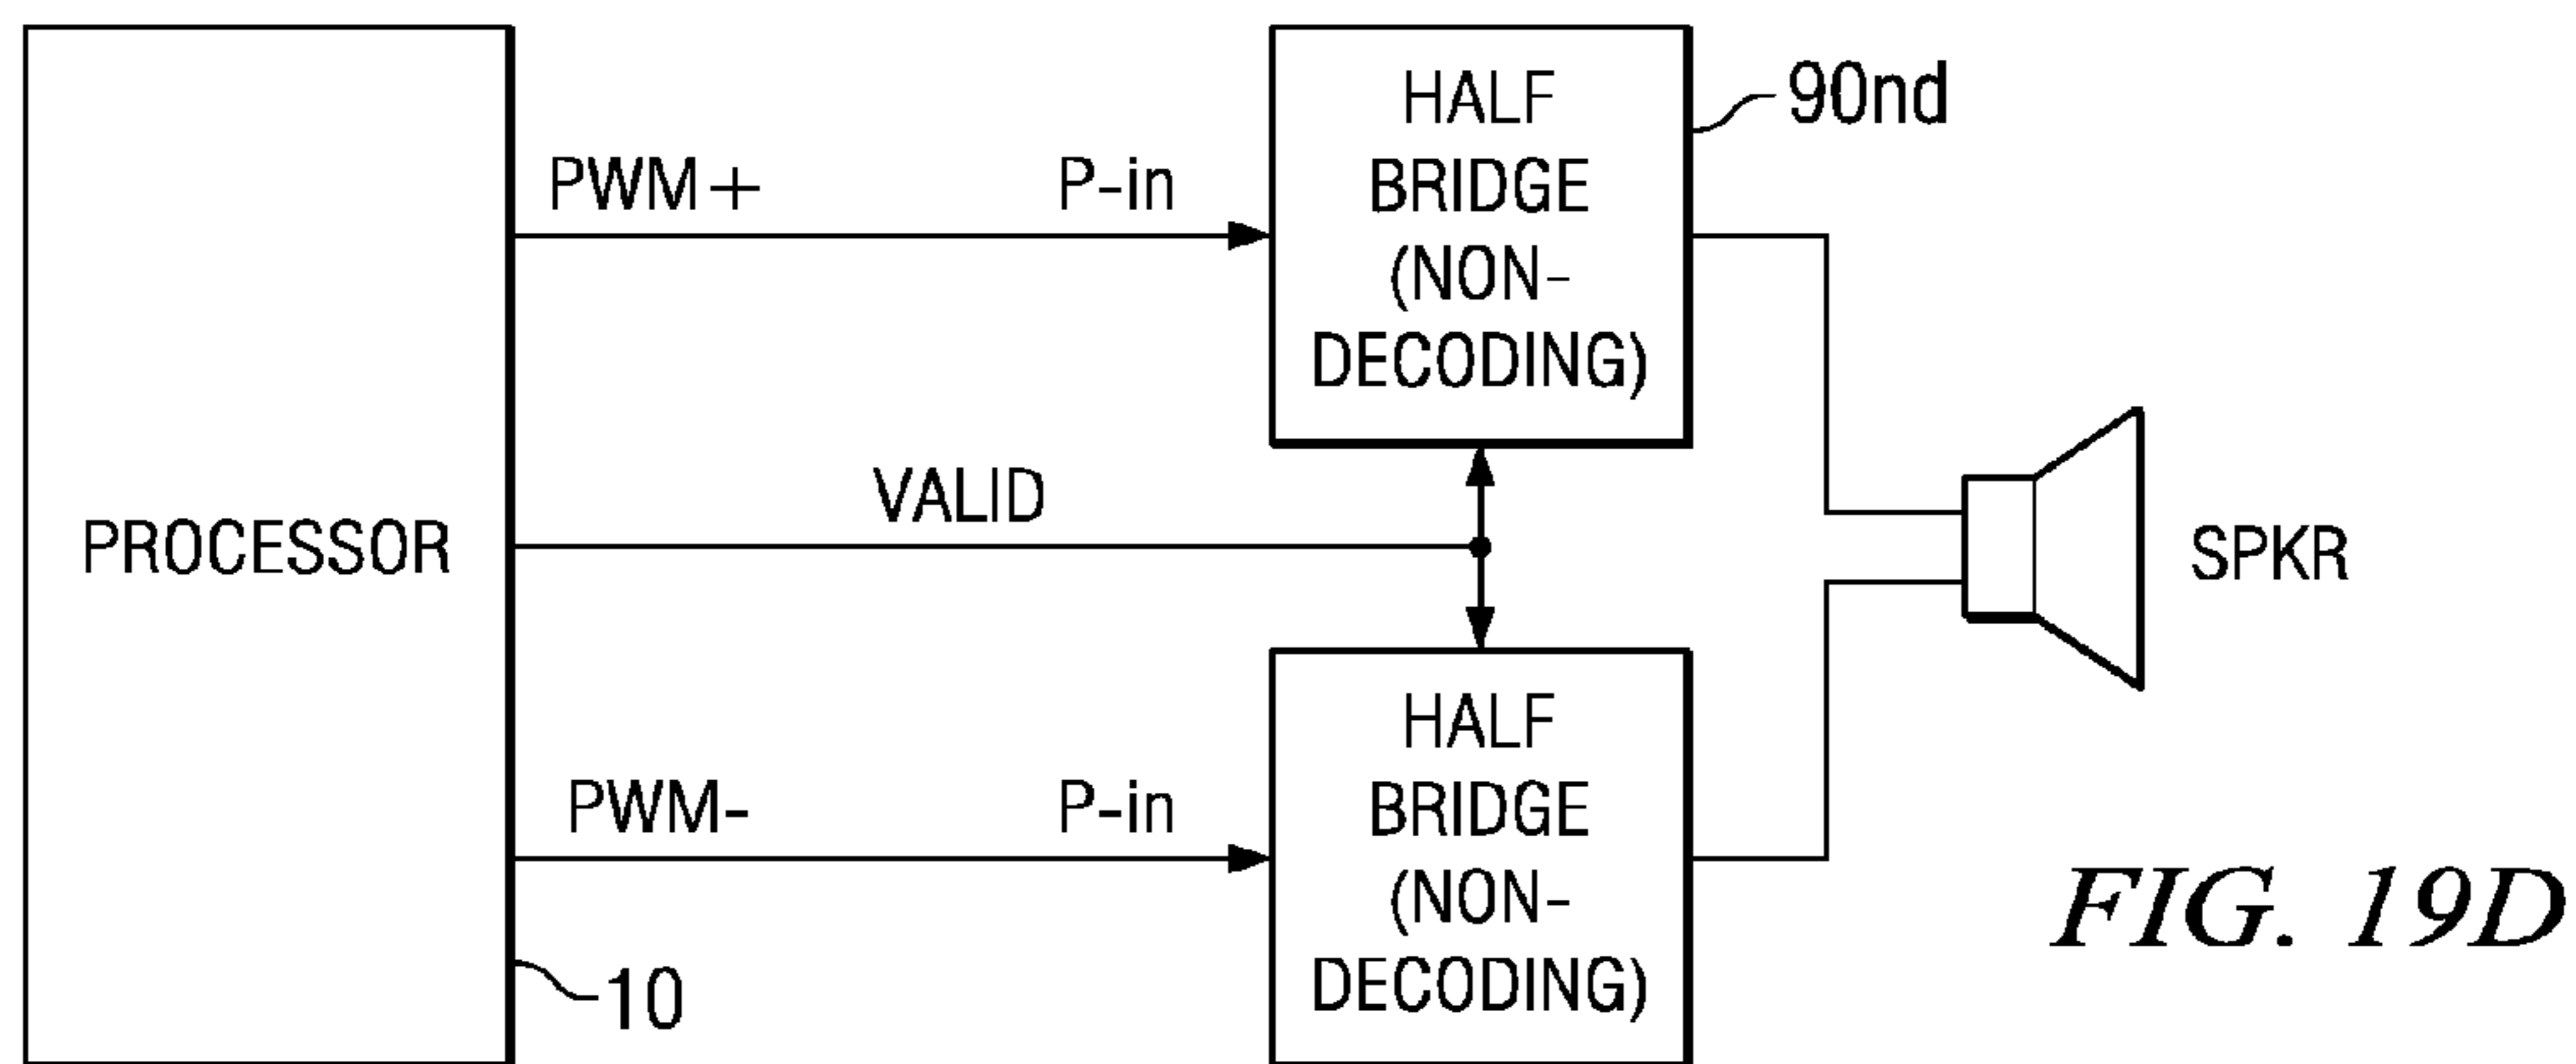 PROCESSOR
10
PWM+
P-in
VALID
PWM-
P-in
HALF
BRIDGE
(NON-
DECODING)
90nd
HALF
BRIDGE
(NON-
DECODING)
SPKR
FIG. 19D